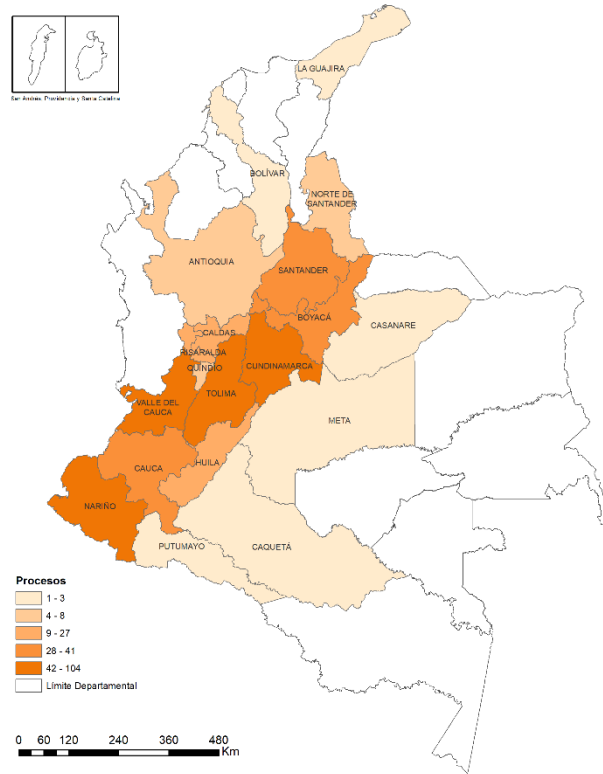 San Andrés, Providencia y Santa Catalina
LA GUAJIRA
BOLÍVAR
NORTE DE
SANTANDER
ANTIOQUIA
SANTANDER
BOYACÁ
CASANARE
CALDAS
RISARALDA
QUINDÍO
CUNDINAMARCA
TOLIMA
VALLE DEL
CAUCA
META
HUILA
CAUCA
NARIÑO
PUTUMAYO
CAQUETÁ
Procesos
1 - 3
4 - 8
9 - 27
28 - 41
42 - 104
Límite Departamental
0 60 120 240 360 480
Km